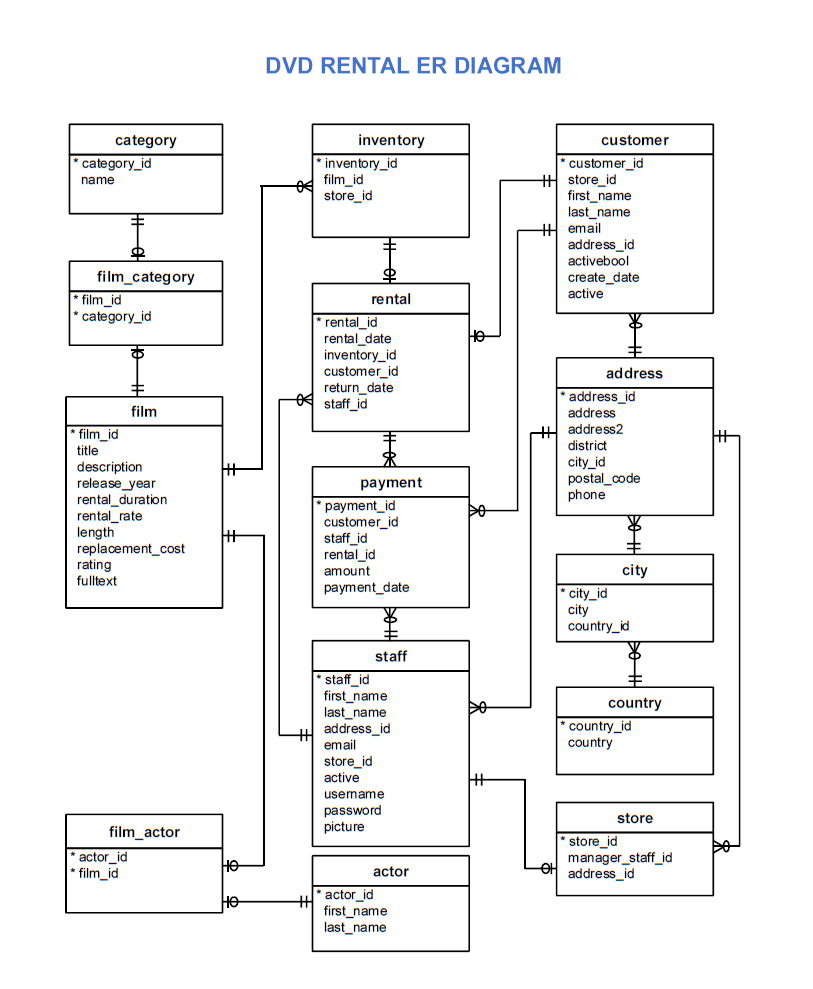 DVD RENTAL ER DIAGRAM
category
* category_id
name
film_category
* film_id
* category_id
film
* film_id
title
description
release_year
rental_duration
rental_rate
length
replacement_cost
rating
fulltext
film_actor
* actor_id
* film_id
inventory
* inventory_id
film_id
store_id
rental
* rental_id
rental_date
inventory_id
customer_id
return_date
staff_id
payment
* payment_id
customer_id
staff_id
rental_id
amount
payment_date
staff
* staff_id
first_name
last_name
address_id
email
store_id
active
username
password
picture
actor
* actor_id
first_name
last_name
customer
* customer_id
store_id
first_name
last_name
email
address_id
activebool
create_date
active
address
* address_id
address
address2
district
city_id
postal_code
phone
city
* city_id
city
country_id
country
* country_id
country
store
* store_id
manager_staff_id
address_id